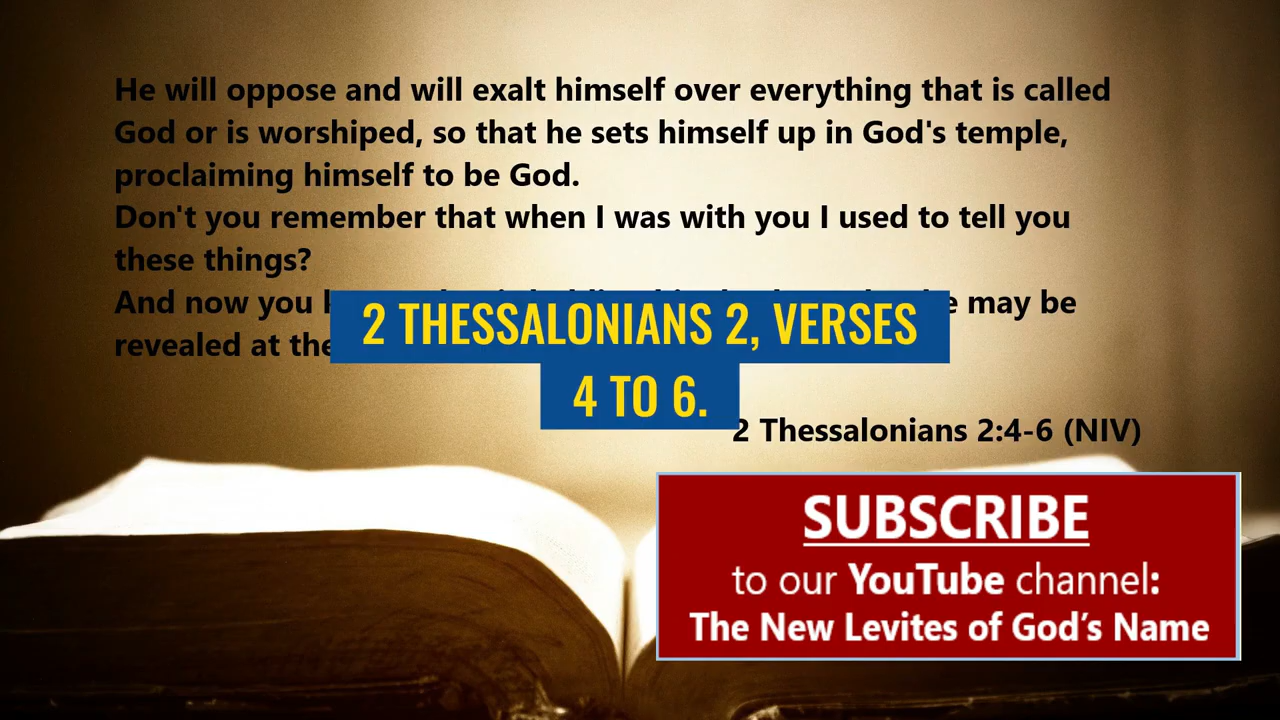 He will oppose and will exalt himself over everything that is called
God or is worshiped, so that he sets himself up in God's temple,
proclaiming himself to be God.
Don't you remember that when I was with you I used to tell you
these things?
And now you may be
revealed at the
2 THESSALONIANS 2, VERSES
4 TO 6.
2 Thessalonians 2:4-6 (NIV)
SUBSCRIBE
to our YouTube channel:
The New Levites of God's Name